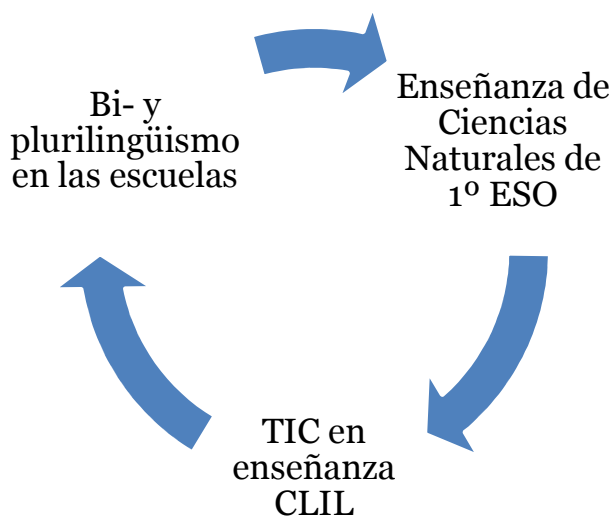 Bi- y
plurilingüismo
en las escuelas
Enseñanza de
Ciencias
Naturales de
1º ESO
TIC en
enseñanza
CLIL